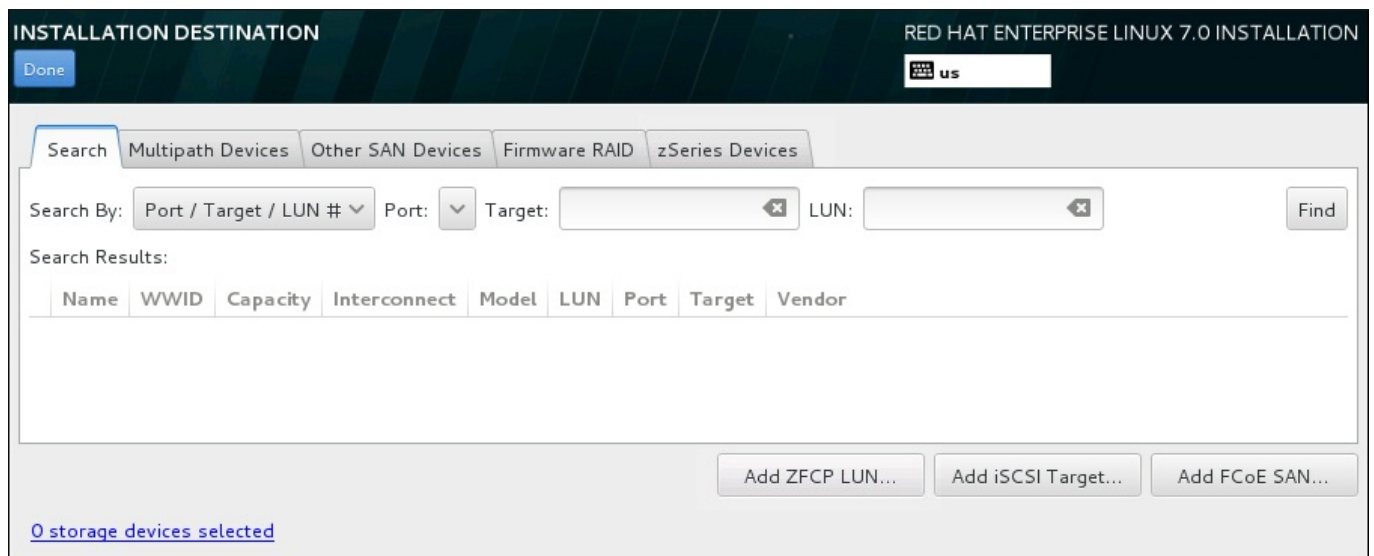 INSTALLATION DESTINATION
RED HAT ENTERPRISE LINUX 7.0 INSTALLATION
Done
us
Search Multipath Devices Other SAN Devices Firmware RAID zSeries Devices
Search By: Port / Target / LUN # Port: Target: LUN: Find
Search Results:
Name WWID Capacity Interconnect Model LUN Port Target Vendor
Add ZFCP LUN... Add iSCSI Target... Add FCoE SAN...
0 storage devices selected